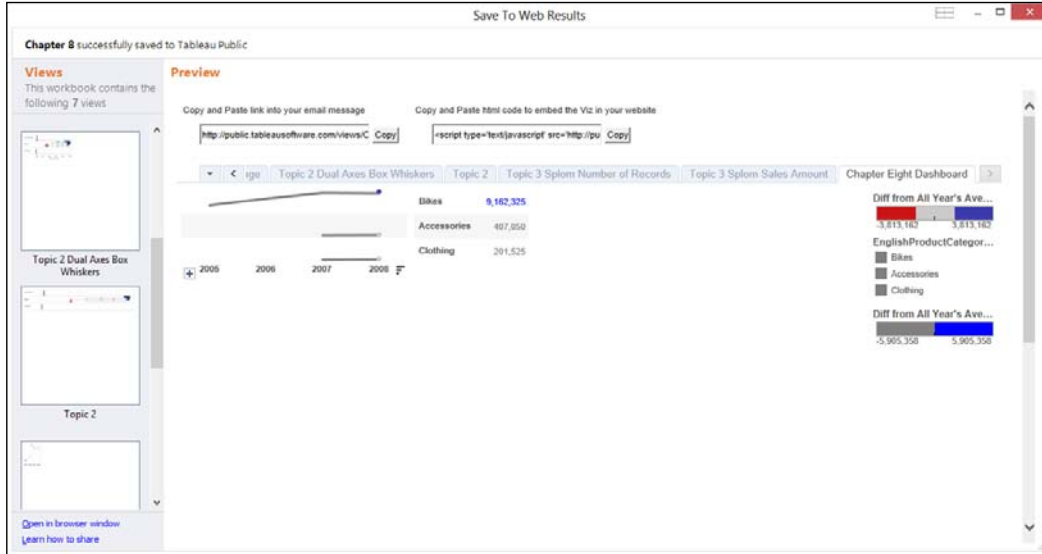 Save To Web Results
Chapter 8 successfully saved to Tableau Public
Views
This workbook contains the
following 7 views
Topic 2 Dual Axes Box
Whiskers
Topic 2
Open in browser window
Learn how to share
Preview
Copy and Paste link into your email message
http://public.tableausoftware.com/views/C Copy
Copy and Paste html code to embed the Viz in your website
<script type='text/javascript' src='http://pu Copy
ige Topic 2 Dual Axes Box Whiskers Topic 2 Topic 3 Splom Number of Records Topic 3 Splom Sales Amount Chapter Eight Dashboard
Bikes 9,162,325
Accessories 407,050
Clothing 201,525
2005 2006 2007 2008
Diff from All Year's Ave...
-3,813,162 3,813,162
EnglishProductCategor...
Bikes
Accessories
Clothing
Diff from All Year's Ave...
-5,905,358 5,905,358